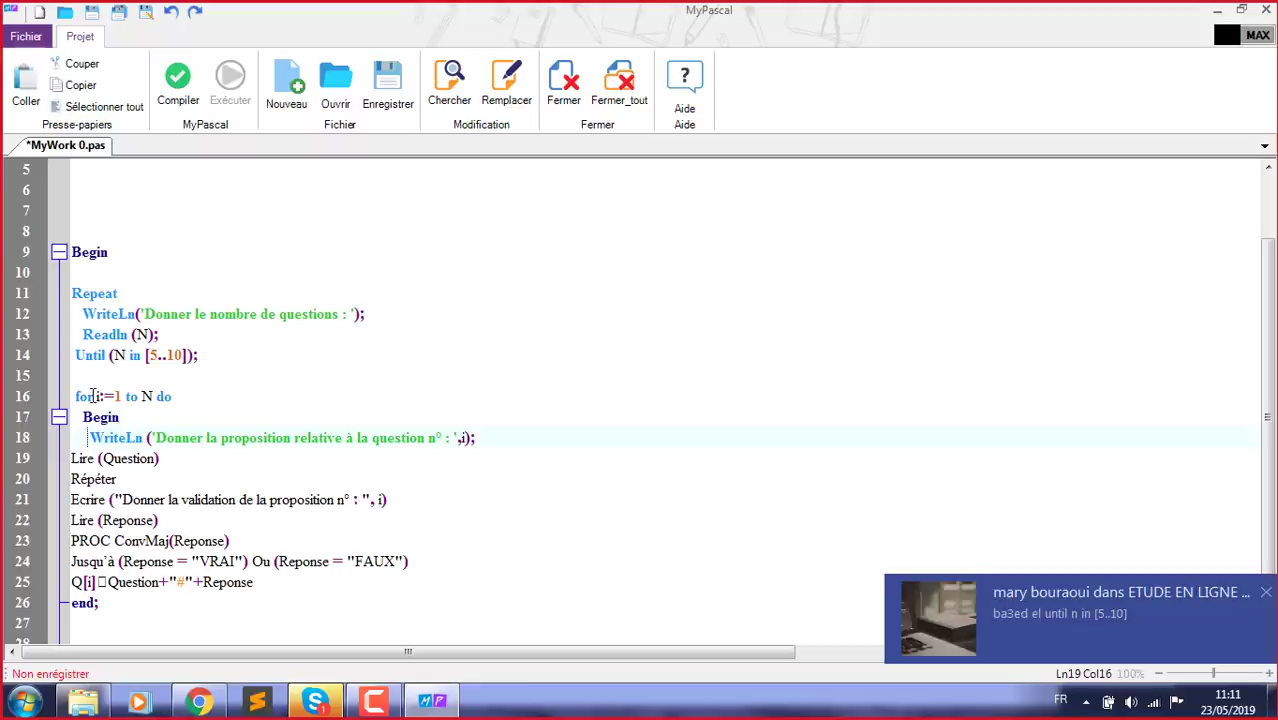 MyPascal
Fichier
Projet
MAX
Coller
Couper
Copier
Sélectionner tout
Presse-papiers
Compiler
Exécuter
MyPascal
Nouveau
Ouvrir
Enregistrer
Fichier
Chercher
Remplacer
Modification
Fermer
Fermer_tout
Fermer
?
Aide
Aide
*MyWork 0.pas
5
6
7
8
9 Begin
10
11 Repeat
12 WriteLn('Donner le nombre de questions : ');
13 Readln (N);
14 Until (N in [5..10]);
15
16 for i:=1 to N do
17 Begin
18 WriteLn ('Donner la proposition relative à la question n° : ',i);
19 Lire (Question)
20 Répéter
21 Ecrire ("Donner la validation de la proposition n° : ", i)
22 Lire (Reponse)
23 PROC ConvMaj(Reponse)
24 Jusqu'à (Reponse = "VRAI") Ou (Reponse = "FAUX")
25 Q[i] Question+"#"+Reponse
26 end;
27
28
mary bouraoui dans ETUDE EN LIGNE ...
ba3ed el until n in [5..10]
Non enrégistrer
Ln19 Col16 100%
1
MP
FR
11:11
23/05/2019